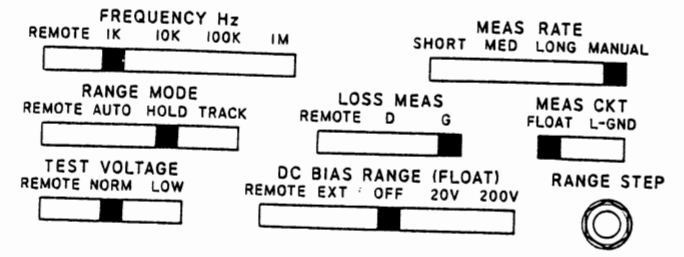 FREQUENCY Hz
REMOTE 1K 10K 100K 1M
MEAS RATE
SHORT MED LONG MANUAL
RANGE MODE
REMOTE AUTO HOLD TRACK
LOSS MEAS
REMOTE D G
MEAS CKT
FLOAT L-GND
TEST VOLTAGE
REMOTE NORM LOW
DC BIAS RANGE (FLOAT)
REMOTE EXT OFF 20V 200V
RANGE STEP